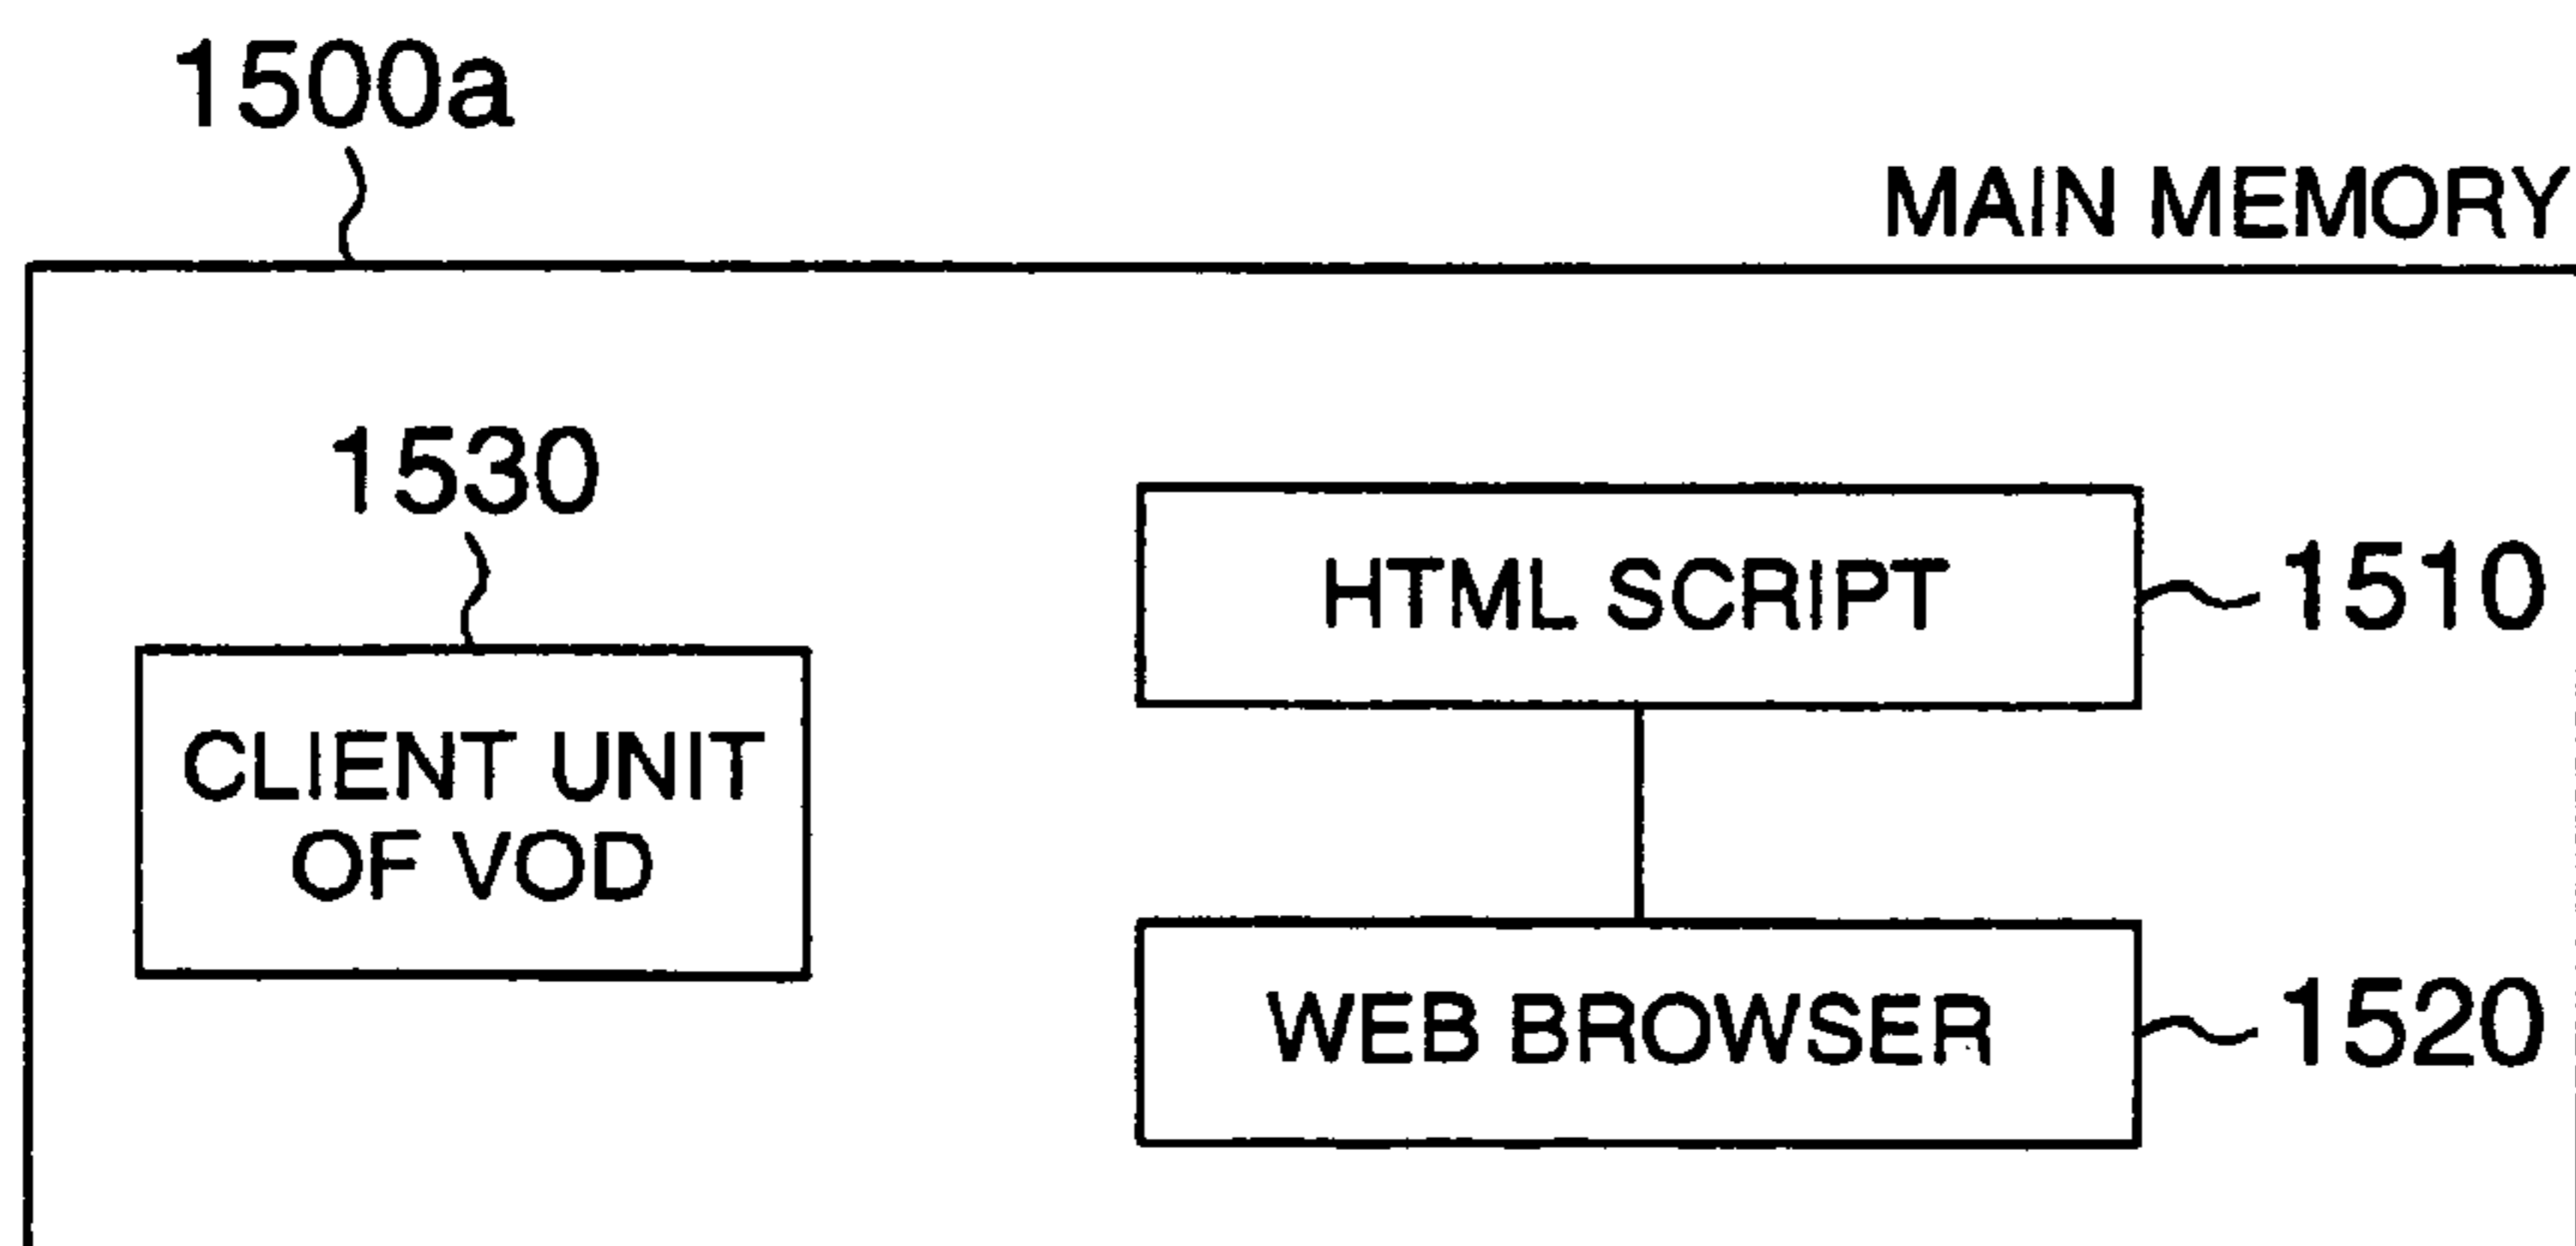 1500a
MAIN MEMORY
1530
HTML SCRIPT
1510
CLIENT UNIT
OF VOD
WEB BROWSER
1520